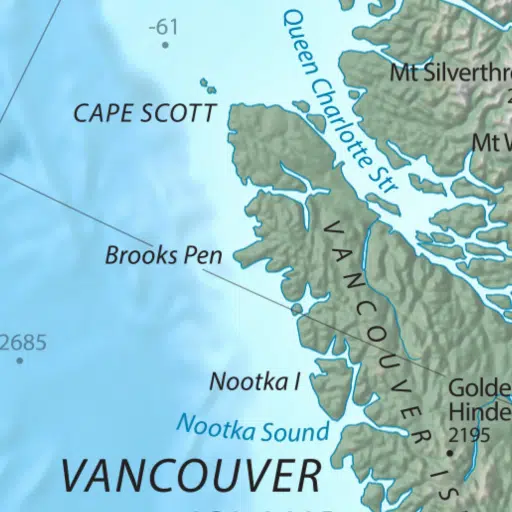 -61
Queen Charlotte Str
Mt Silverthr
CAPE SCOTT
Mt
Brooks Pen
VANCOUVER IS
2685
Nootka I
Golde
Hinde
2195
Nootka Sound
VANCOUVER